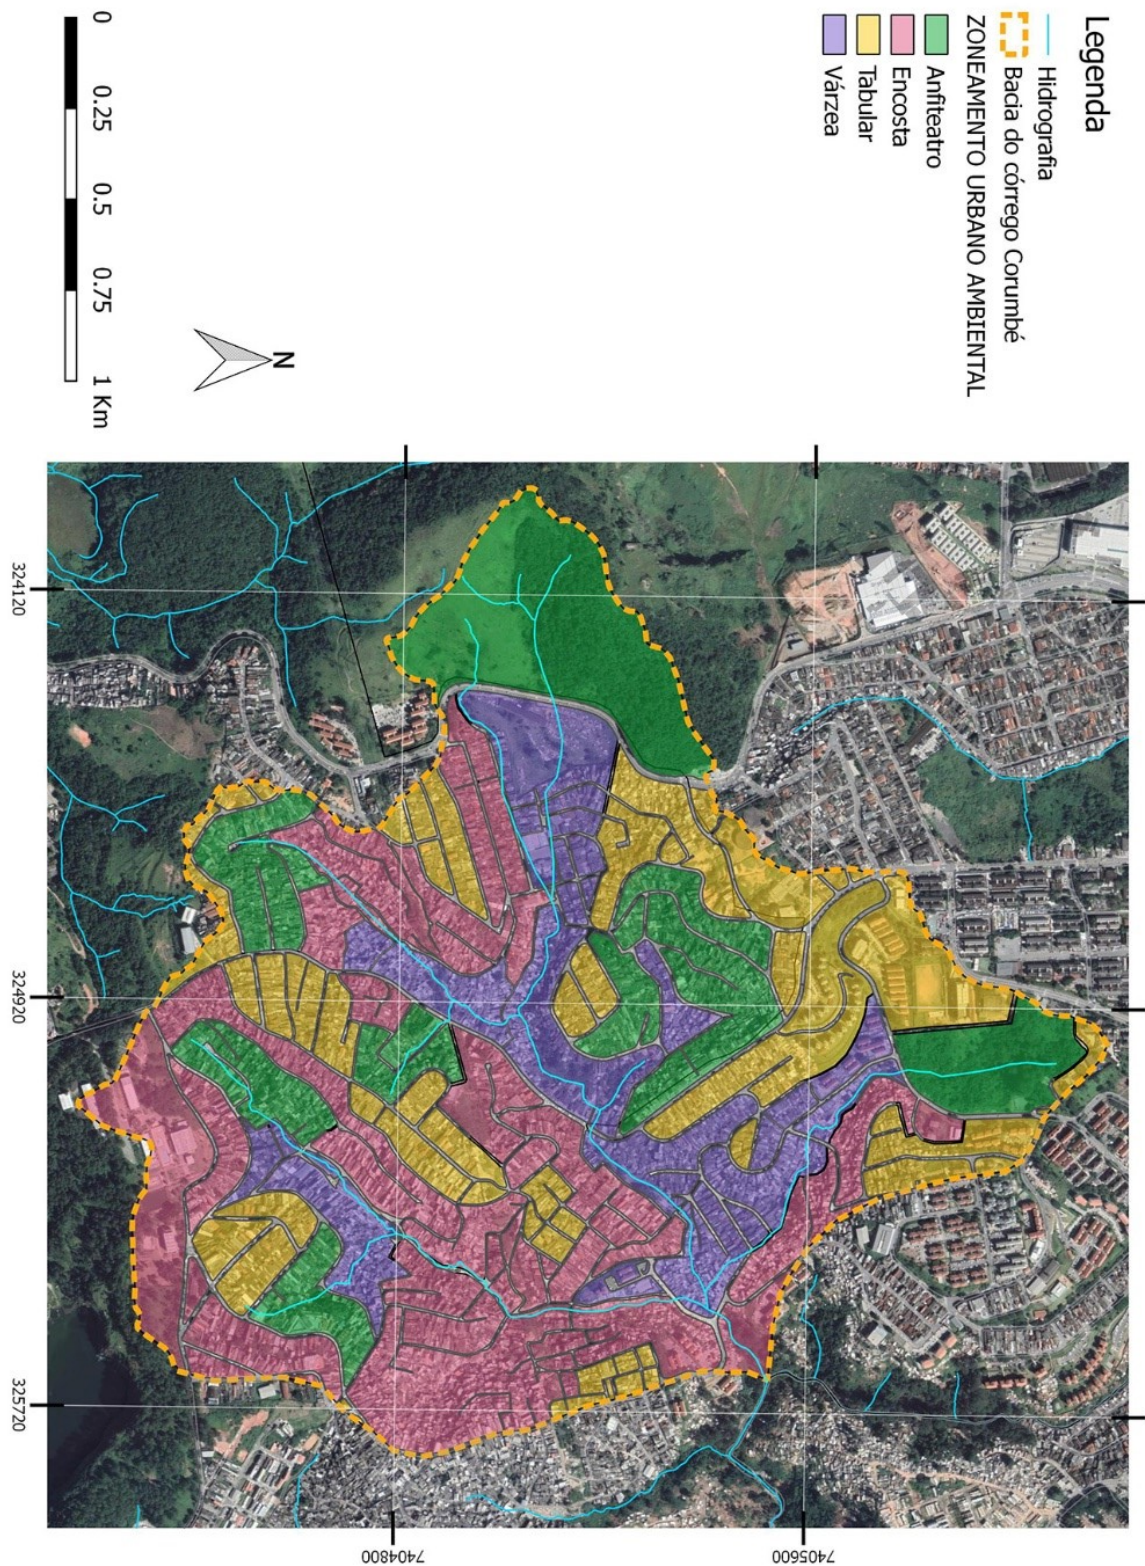 Legenda
Hidrografia
Bacia do córrego Corumbé
ZONEAMENTO URBANO AMBIENTAL
Anfiteatro
Encosta
Tabular
Várzea
0 0.25 0.5 0.75 1 Km
N
324120
324920
325720
7404800
7405600